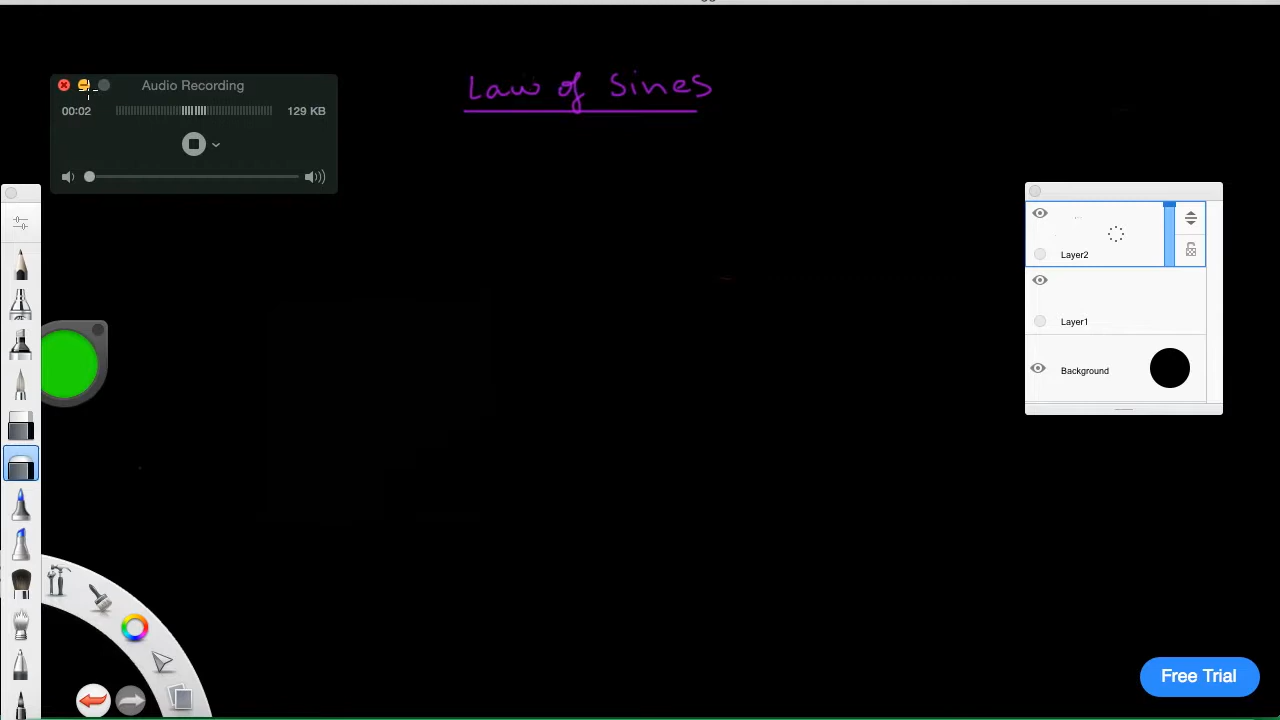 Law of Sines
Audio Recording
00:02 129 KB
Layer2
Layer1
Background
Free Trial